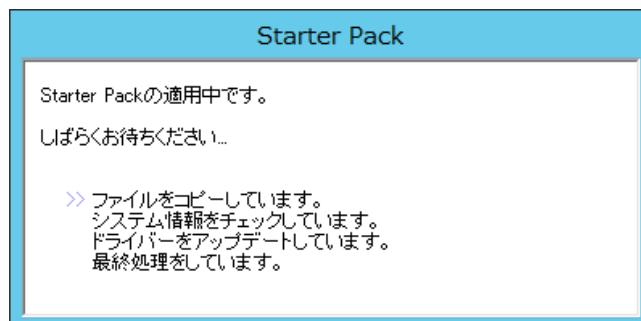 Starter Pack
Starter Packの適用中です。
しばらくお待ちください...
>> ファイルをコピーしています。
システム情報をチェックしています。
ドライバーをアップデートしています。
最終処理をしています。